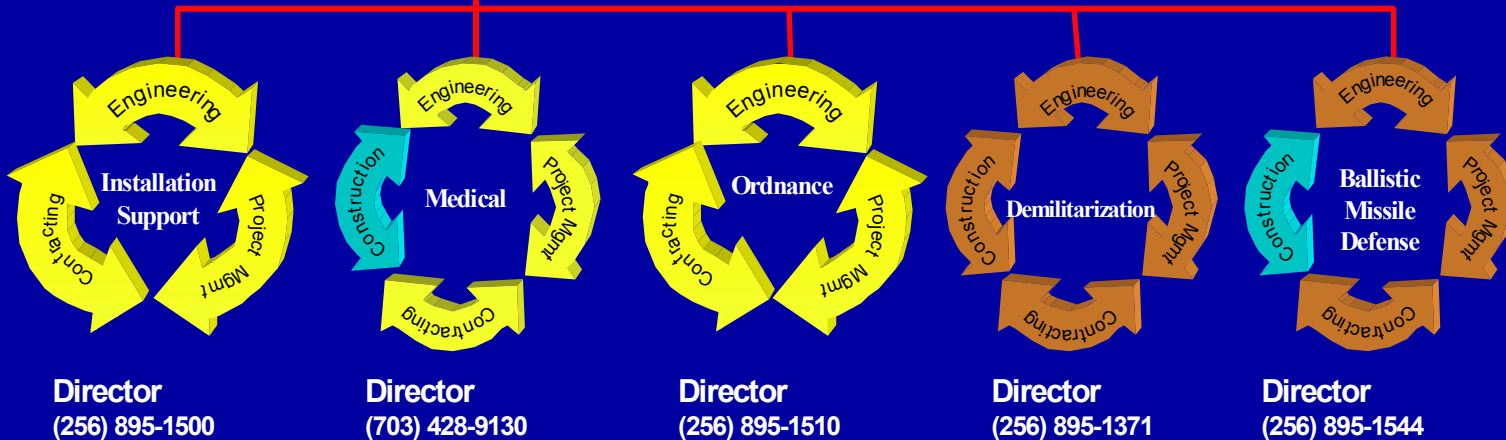 Engineering
Contracting
Project Mgmt
Installation
Support
Engineering
Construction
Project Mgmt
Contracting
Medical
Engineering
Contracting
Project Mgmt
Ordnance
Engineering
Construction
Project Mgmt
Contracting
Demilitarization
Engineering
Construction
Project Mgmt
Contracting
Ballistic
Missile
Defense
Director
(256) 895-1500
Director
(703) 428-9130
Director
(256) 895-1510
Director
(256) 895-1371
Director
(256) 895-1544